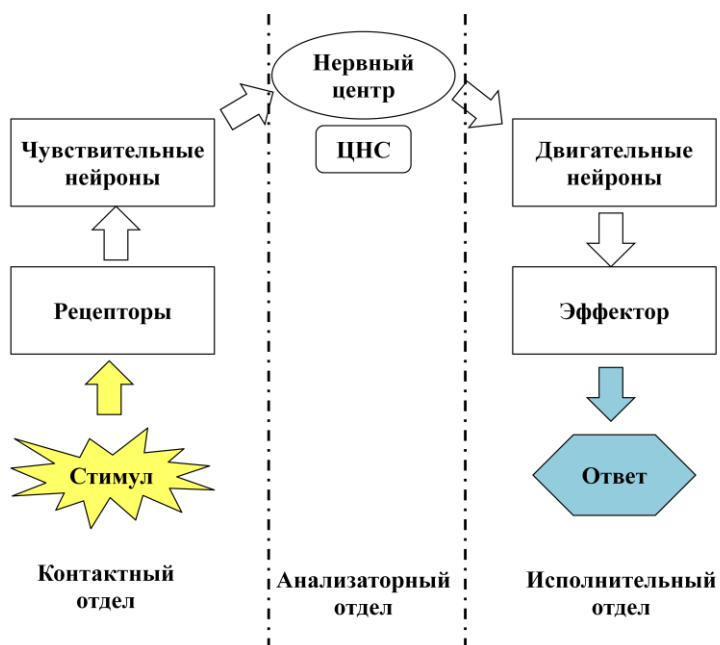 Нервный
центр
ЦНС
Чувствительные
нейроны
Двигательные
нейроны
Рецепторы
Эффектор
Стимул
Ответ
Контактный
отдел
Анализаторный
отдел
Исполнительный
отдел